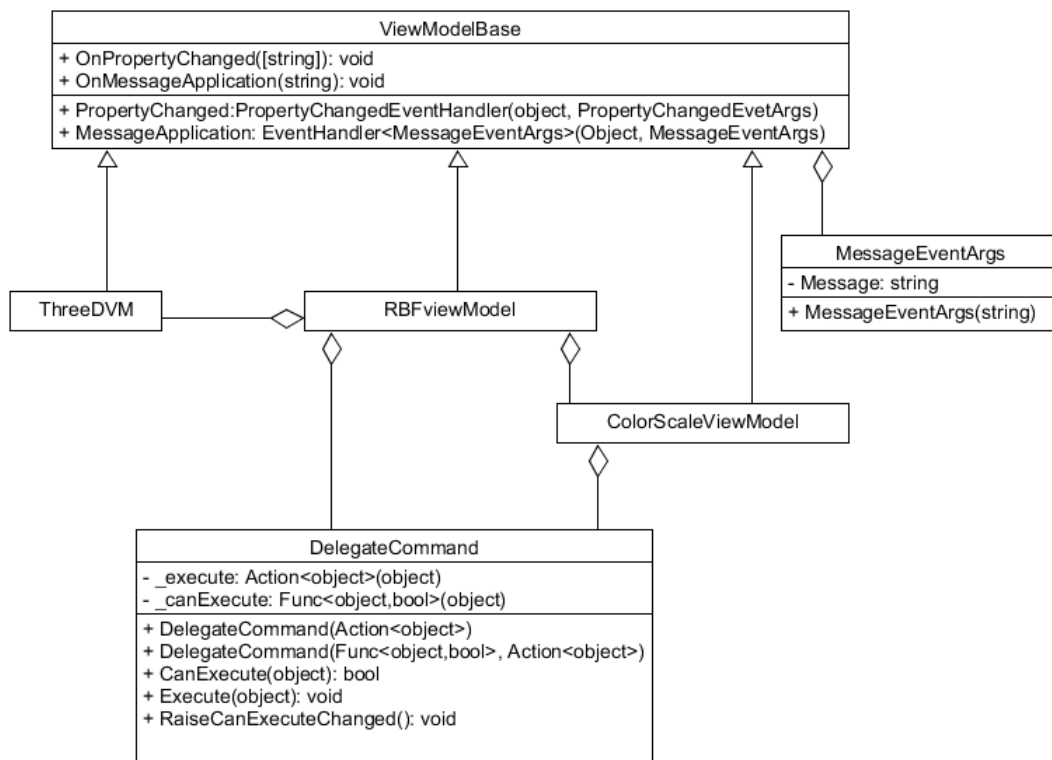 ViewModelBase
+ OnPropertyChanged([string]): void
+ OnMessageApplication(string): void
+ PropertyChanged:PropertyChangedEventHandler(object, PropertyChangedEvetArgs)
+ MessageApplication: EventHandler<MessageEventArgs>(Object, MessageEventArgs)
MessageEventArgs
- Message: string
+ MessageEventArgs(string)
ThreeDVM
RBFviewModel
ColorScaleViewModel
DelegateCommand
- _execute: Action<object>(object)
- _canExecute: Func<object,bool>(object)
+ DelegateCommand(Action<object>)
+ DelegateCommand(Func<object,bool>, Action<object>)
+ CanExecute(object): bool
+ Execute(object): void
+ RaiseCanExecuteChanged(): void